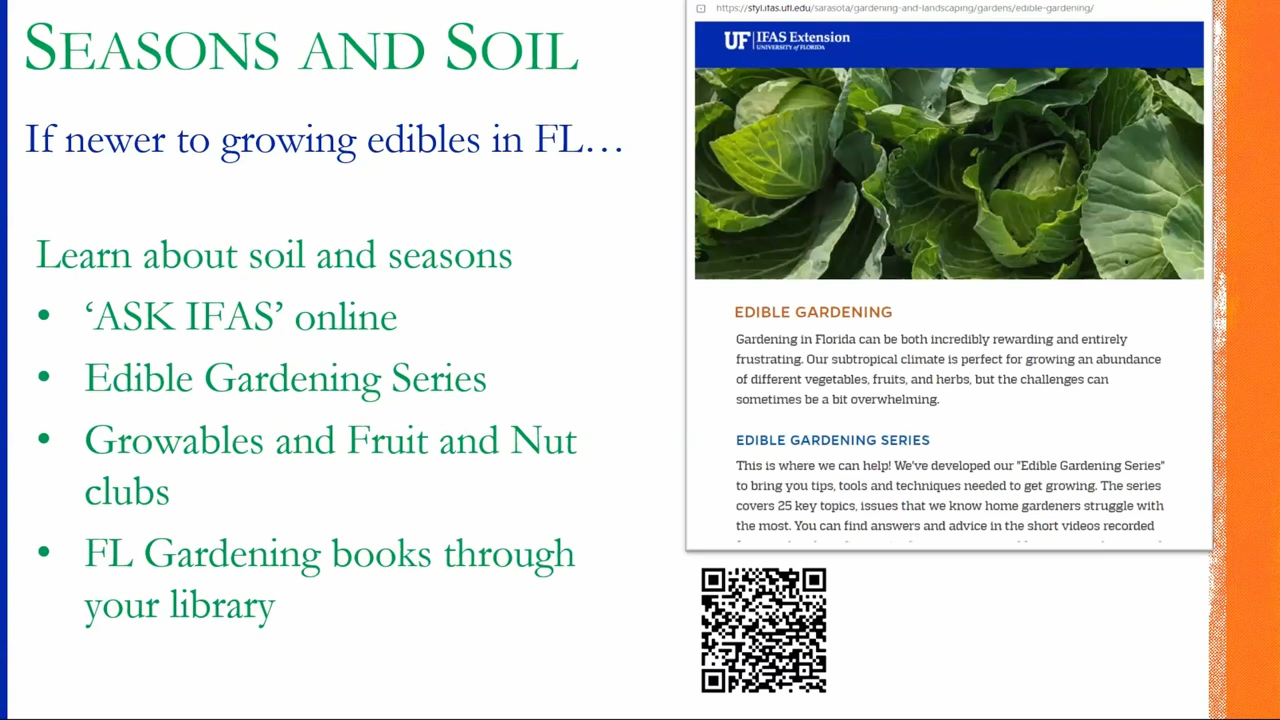 SEASONS AND SOIL
If newer to growing edibles in FL…
Learn about soil and seasons
• ‘ASK IFAS’ online
• Edible Gardening Series
• Growables and Fruit and Nut
clubs
• FL Gardening books through
your library
https://sfyl.ifas.ufl.edu/sarasota/gardening-and-landscaping/gardens/edible-gardening/
UF IFAS Extension
UNIVERSITY of FLORIDA
EDIBLE GARDENING
Gardening in Florida can be both incredibly rewarding and entirely
frustrating. Our subtropical climate is perfect for growing an abundance
of different vegetables, fruits, and herbs, but the challenges can
sometimes be a bit overwhelming.
EDIBLE GARDENING SERIES
This is where we can help! We've developed our "Edible Gardening Series"
to bring you tips, tools and techniques needed to get growing. The series
covers 25 key topics, issues that we know home gardeners struggle with
the most. You can find answers and advice in the short videos recorded